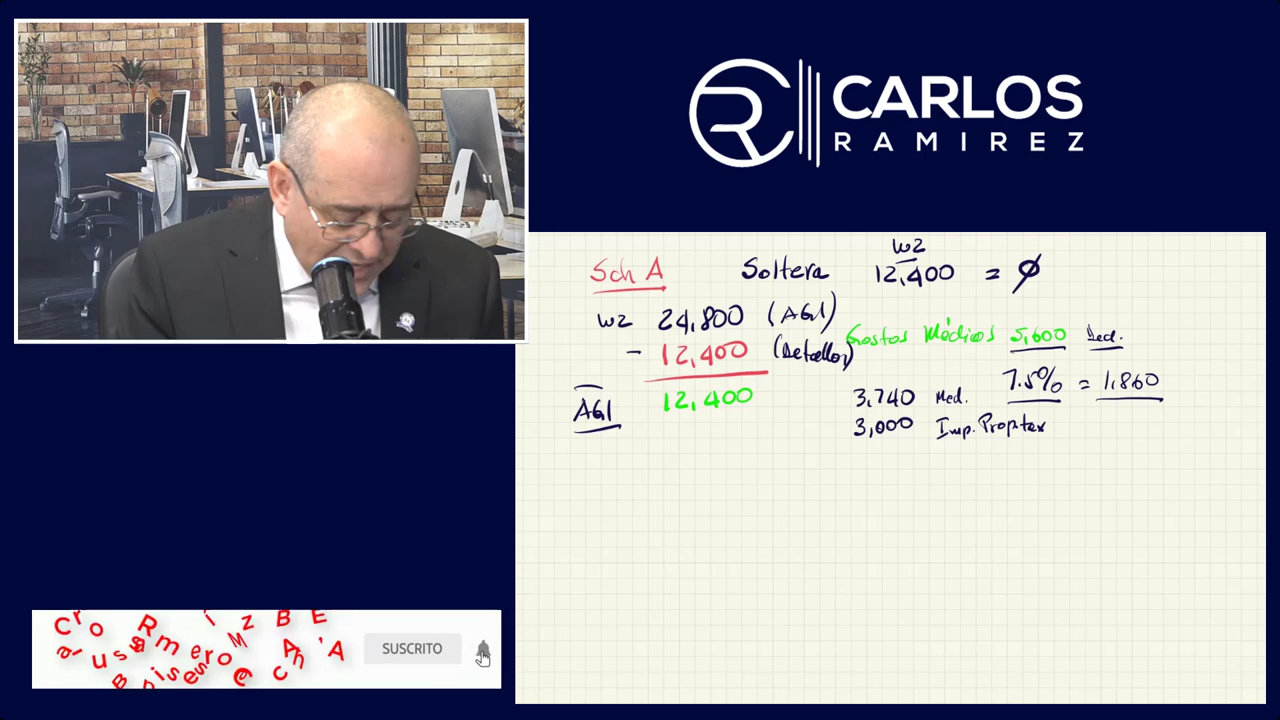 CARLOS
RAMIREZ
W2
Sch A Soltera 12,400 = ∅
W2 24,800 (AGI)
Gastos Médicos 5,600 Ded.
- 12,400 (Detallar)
7.5% = 1,860
AGI 12,400
3,740 Med.
3,000 Imp. Prop tax
SUSCRITO